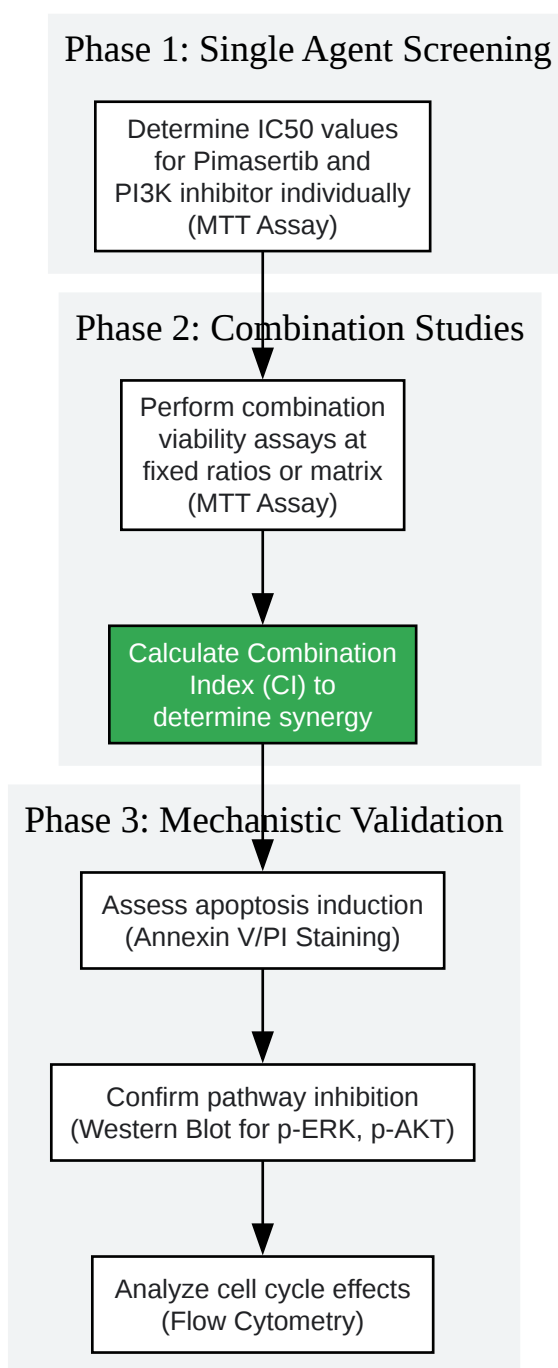 Phase 1: Single Agent Screening
Determine IC50 values
for Pimasertib and
PI3K inhibitor individually
(MTT Assay)
Phase 2: Combination Studies
Perform combination
viability assays at
fixed ratios or matrix
(MTT Assay)
Calculate Combination
Index (CI) to
determine synergy
Phase 3: Mechanistic Validation
Assess apoptosis induction
(Annexin V/PI Staining)
Confirm pathway inhibition
(Western Blot for p-ERK, p-AKT)
Analyze cell cycle effects
(Flow Cytometry)